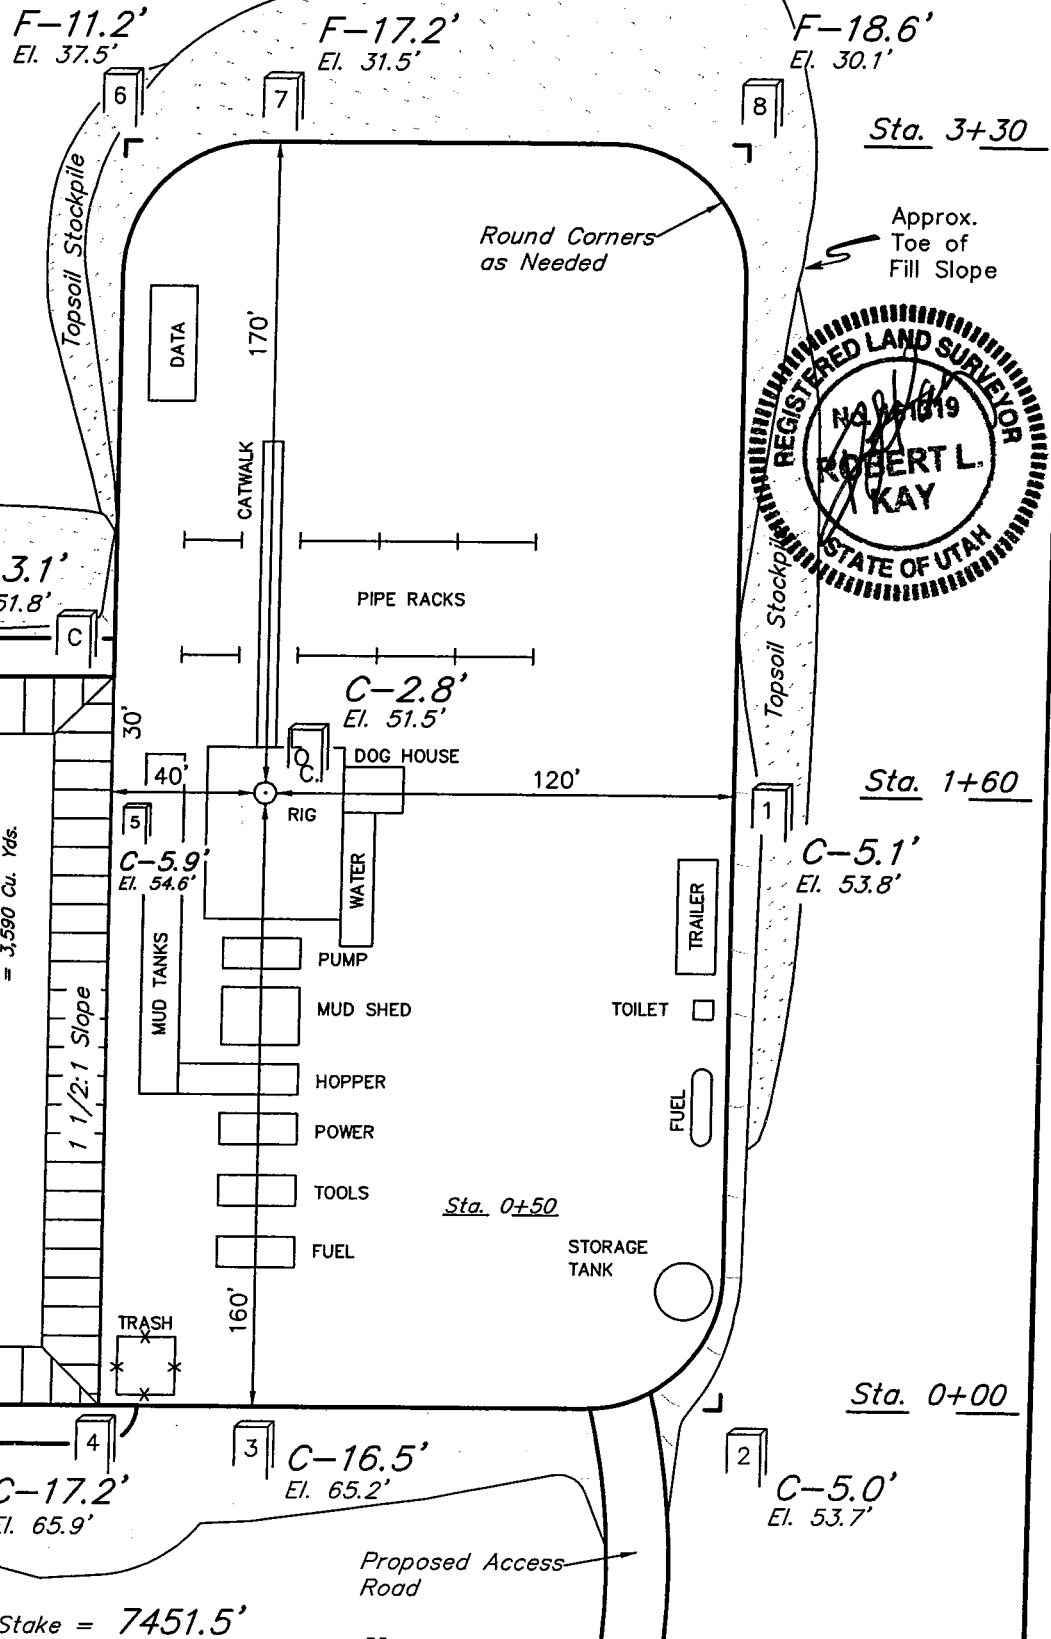 F-11.2'
El. 37.5'
F-17.2'
El. 31.5'
F-18.6'
El. 30.1'
6
7
8
Sta. 3+30
Topsoil Stockpile
Round Corners
as Needed
Approx.
Toe of
Fill Slope
DATA
170'
REGISTERED LAND SURVEYOR
No.
ROBERT L.
KAY
STATE OF UTAH
CATWALK
PIPE RACKS
3.1'
51.8'
C
Topsoil Stockpile
C-2.8'
El. 51.5'
30'
O.
C.
DOG HOUSE
40'
120'
RIG
Sta. 1+60
1
5
C-5.9'
El. 54.6'
C-5.1'
El. 53.8'
= 3,590 Cu. Yds.
WATER
TRAILER
MUD TANKS
PUMP
MUD SHED
TOILET
1 1/2:1 Slope
HOPPER
FUEL
POWER
TOOLS
Sta. 0+50
FUEL
STORAGE
TANK
160'
TRASH
Sta. 0+00
4
3
2
C-17.2'
El. 65.9'
C-16.5'
El. 65.2'
C-5.0'
El. 53.7'
Proposed Access
Road
Stake = 7451.5'